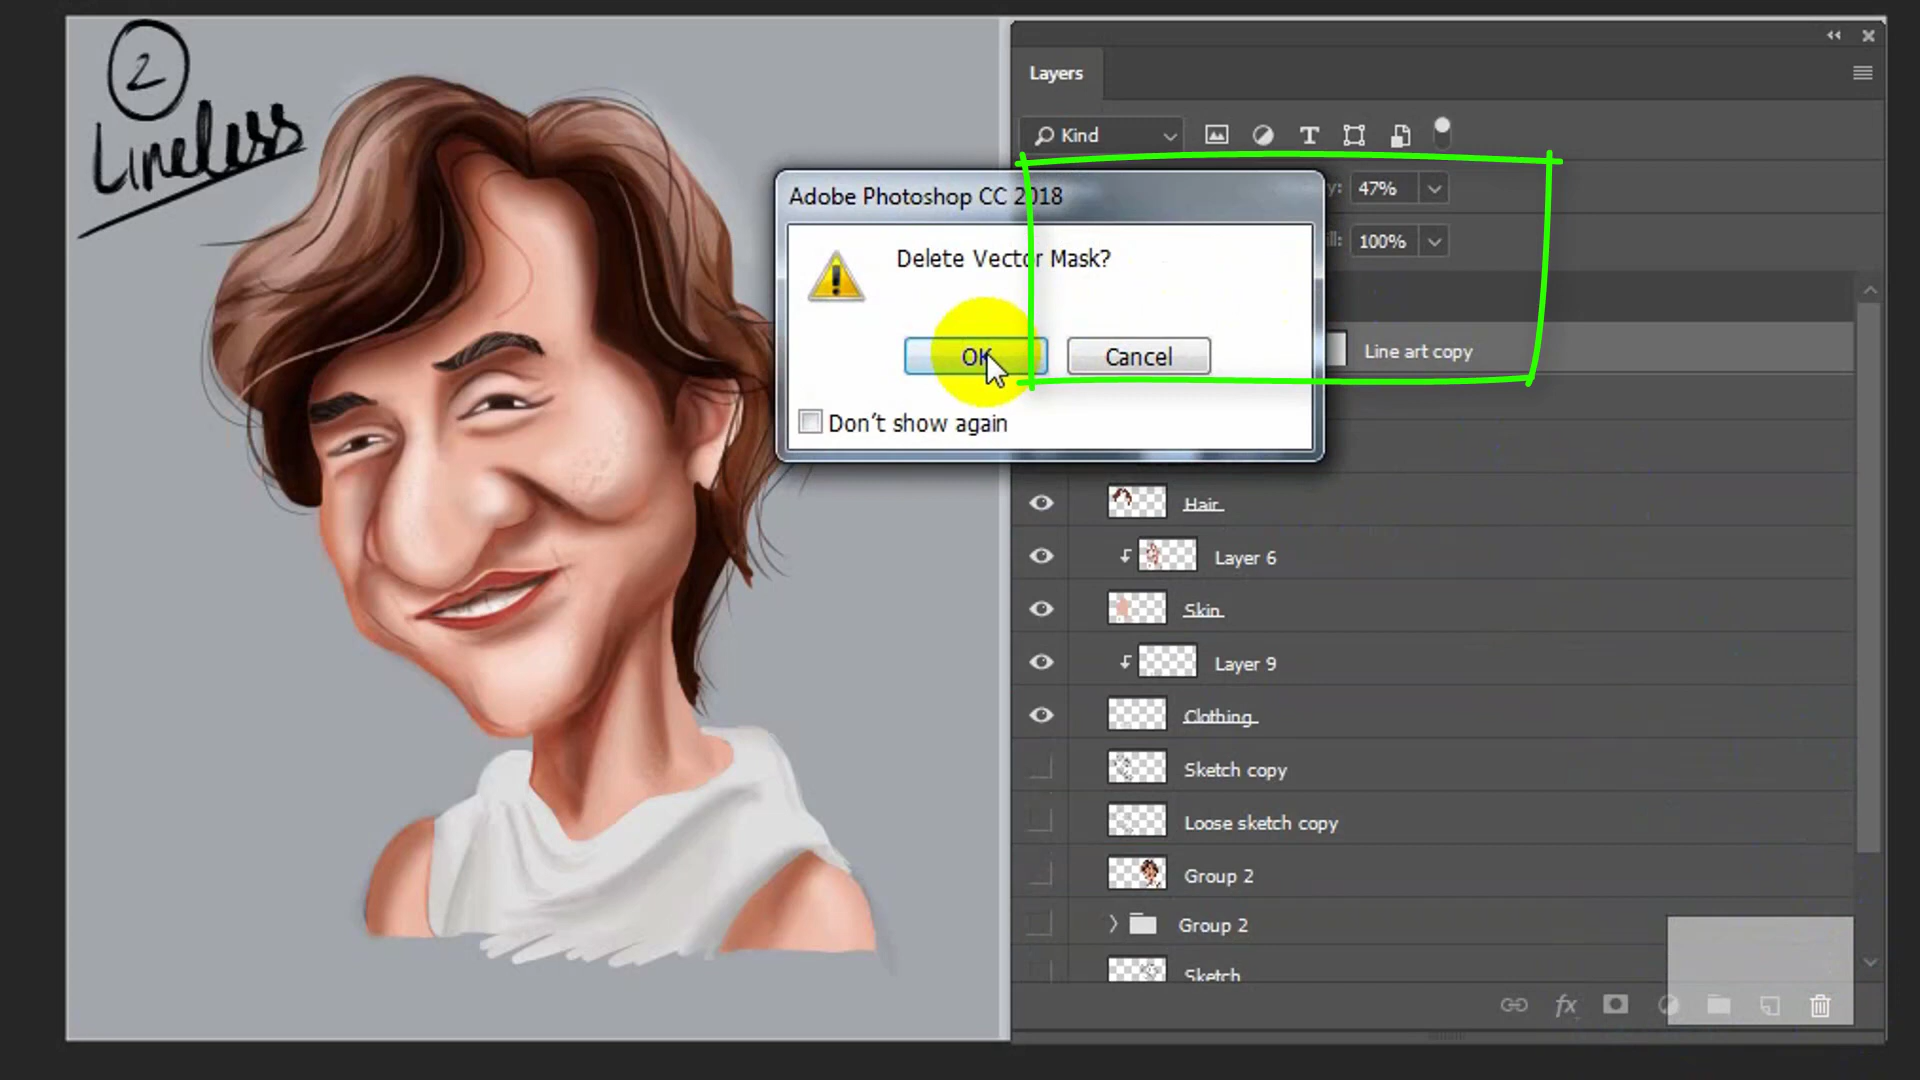 2
Lineless
Layers
Kind
Adobe Photoshop CC 2018
y: 47%
Delete Vector Mask?
ll: 100%
OK
Cancel
Line art copy
Don't show again
Hair
Layer 6
Skin
Layer 9
Clothing
Sketch copy
Loose sketch copy
Group 2
Group 2
Sketch
fx